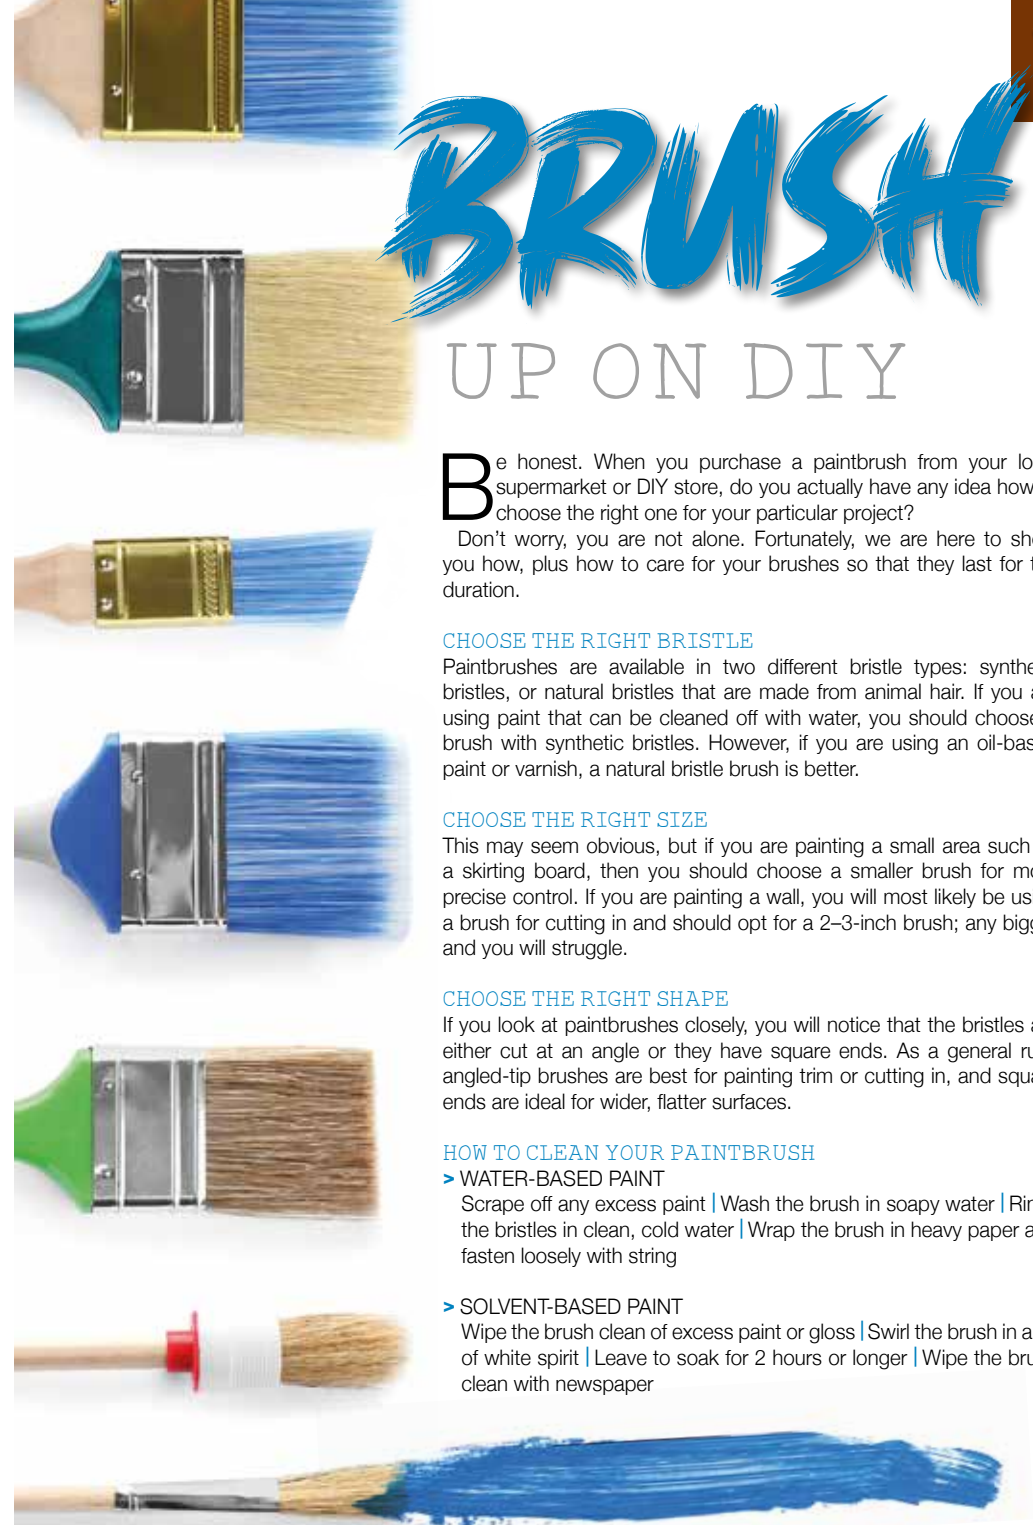 BRUSH
UP ON DIY
Be honest. When you purchase a paintbrush from your lo
supermarket or DIY store, do you actually have any idea how
choose the right one for your particular project?
Don't worry, you are not alone. Fortunately, we are here to sh
you how, plus how to care for your brushes so that they last for t
duration.
CHOOSE THE RIGHT BRISTLE
Paintbrushes are available in two different bristle types: synthe
bristles, or natural bristles that are made from animal hair. If you a
using paint that can be cleaned off with water, you should choose
brush with synthetic bristles. However, if you are using an oil-bas
paint or varnish, a natural bristle brush is better.
CHOOSE THE RIGHT SIZE
This may seem obvious, but if you are painting a small area such
a skirting board, then you should choose a smaller brush for mo
precise control. If you are painting a wall, you will most likely be us
a brush for cutting in and should opt for a 2–3-inch brush; any bigg
and you will struggle.
CHOOSE THE RIGHT SHAPE
If you look at paintbrushes closely, you will notice that the bristles a
either cut at an angle or they have square ends. As a general ru
angled-tip brushes are best for painting trim or cutting in, and squa
ends are ideal for wider, flatter surfaces.
HOW TO CLEAN YOUR PAINTBRUSH
> WATER-BASED PAINT
Scrape off any excess paint | Wash the brush in soapy water | Rin
the bristles in clean, cold water | Wrap the brush in heavy paper a
fasten loosely with string
> SOLVENT-BASED PAINT
Wipe the brush clean of excess paint or gloss | Swirl the brush in a
of white spirit | Leave to soak for 2 hours or longer | Wipe the bru
clean with newspaper